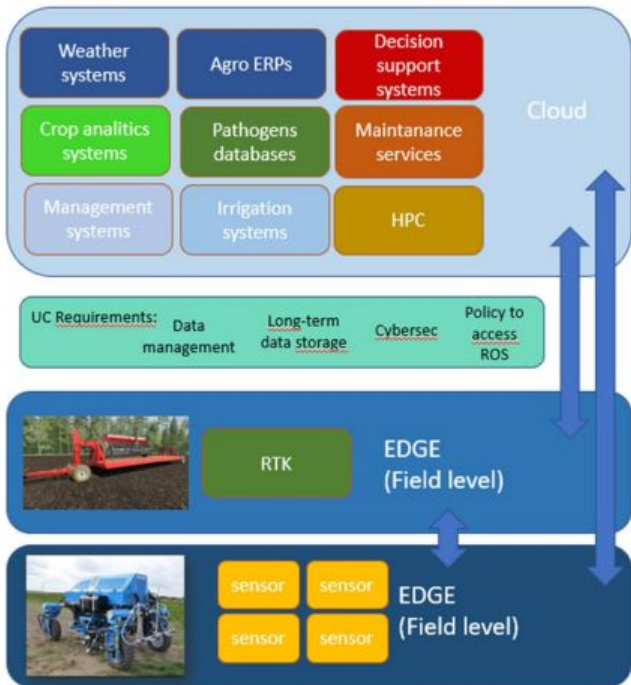 Weather
systems
Agro ERPs
Decision
support
systems
Cloud
Crop analitics
systems
Pathogens
databases
Maintanance
services
Management
systems
Irrigation
systems
HPC
UC Requirements:
Data
management
Long-term
data storage
Cybersec
Policy to
access
ROS
RTK
EDGE
(Field level)
sensor
sensor
sensor
sensor
EDGE
(Field level)